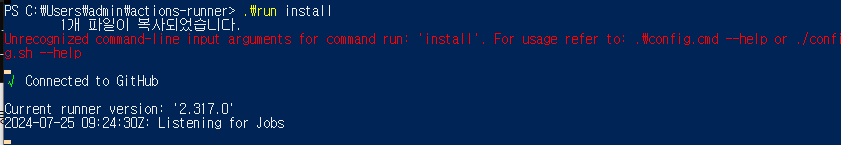 PS C:\Users\admin\actions-runner> .\run install
1개 파일이 복사되었습니다.
Unrecognized command-line input arguments for command run: 'install'. For usage refer to: .\config.cmd --help or ./confi
g.sh --help
√ Connected to GitHub
Current runner version: '2.317.0'
2024-07-25 09:24:30Z: Listening for Jobs